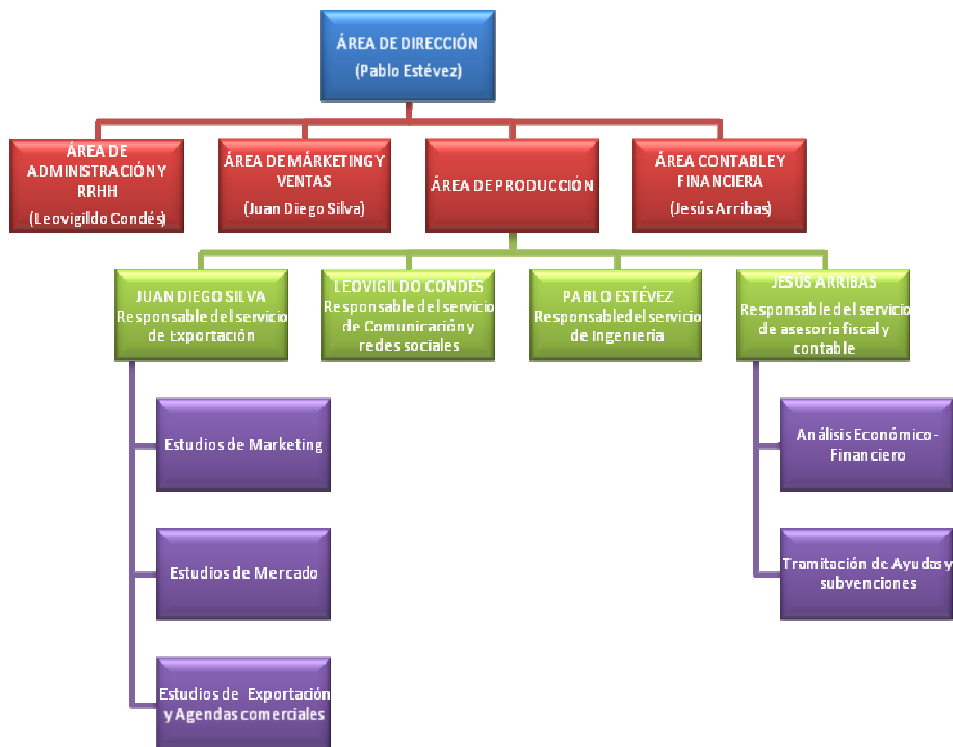 ÁREA DE DIRECCIÓN
(Pablo Estévez)
ÁREA DE
ADMINISTRACIÓN Y
RRHH
(Leovigildo Condés)
ÁREA DE MÁRKETING Y
VENTAS
(Juan Diego Silva)
ÁREA DE PRODUCCIÓN
ÁREA CONTABLE Y
FINANCIERA
(Jesús Arribas)
JUAN DIEGO SILVA
Responsable del servicio
de Exportación
LEOVIGILDO CONDÉS
Responsable del servicio
de Comunicación y
redes sociales
PABLO ESTÉVEZ
Responsable del servicio
de Ingeniería
JESÚS ARRIBAS
Responsable del servicio
de asesoría fiscal y
contable
Estudios de Marketing
Estudios de Mercado
Estudios de Exportación
y Agendas comerciales
Análisis Económico-
Financiero
Tramitación de Ayudas y
subvenciones